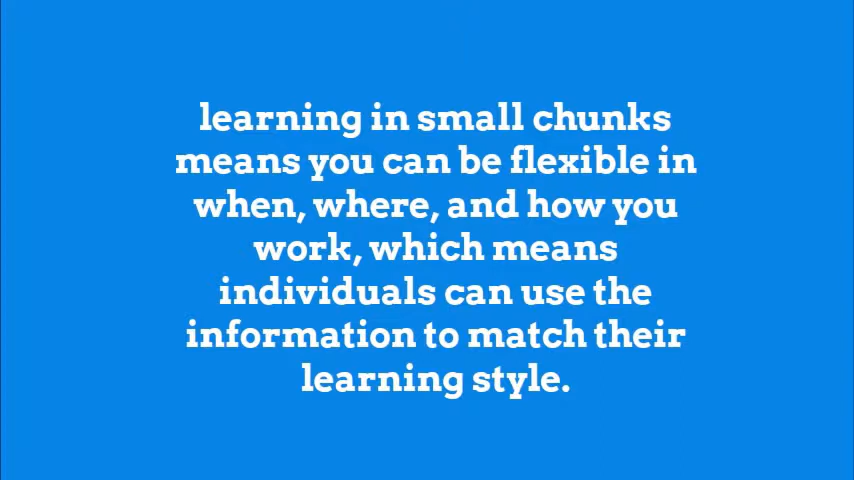 learning in small chunks
means you can be flexible in
when, where, and how you
work, which means
individuals can use the
information to match their
learning style.